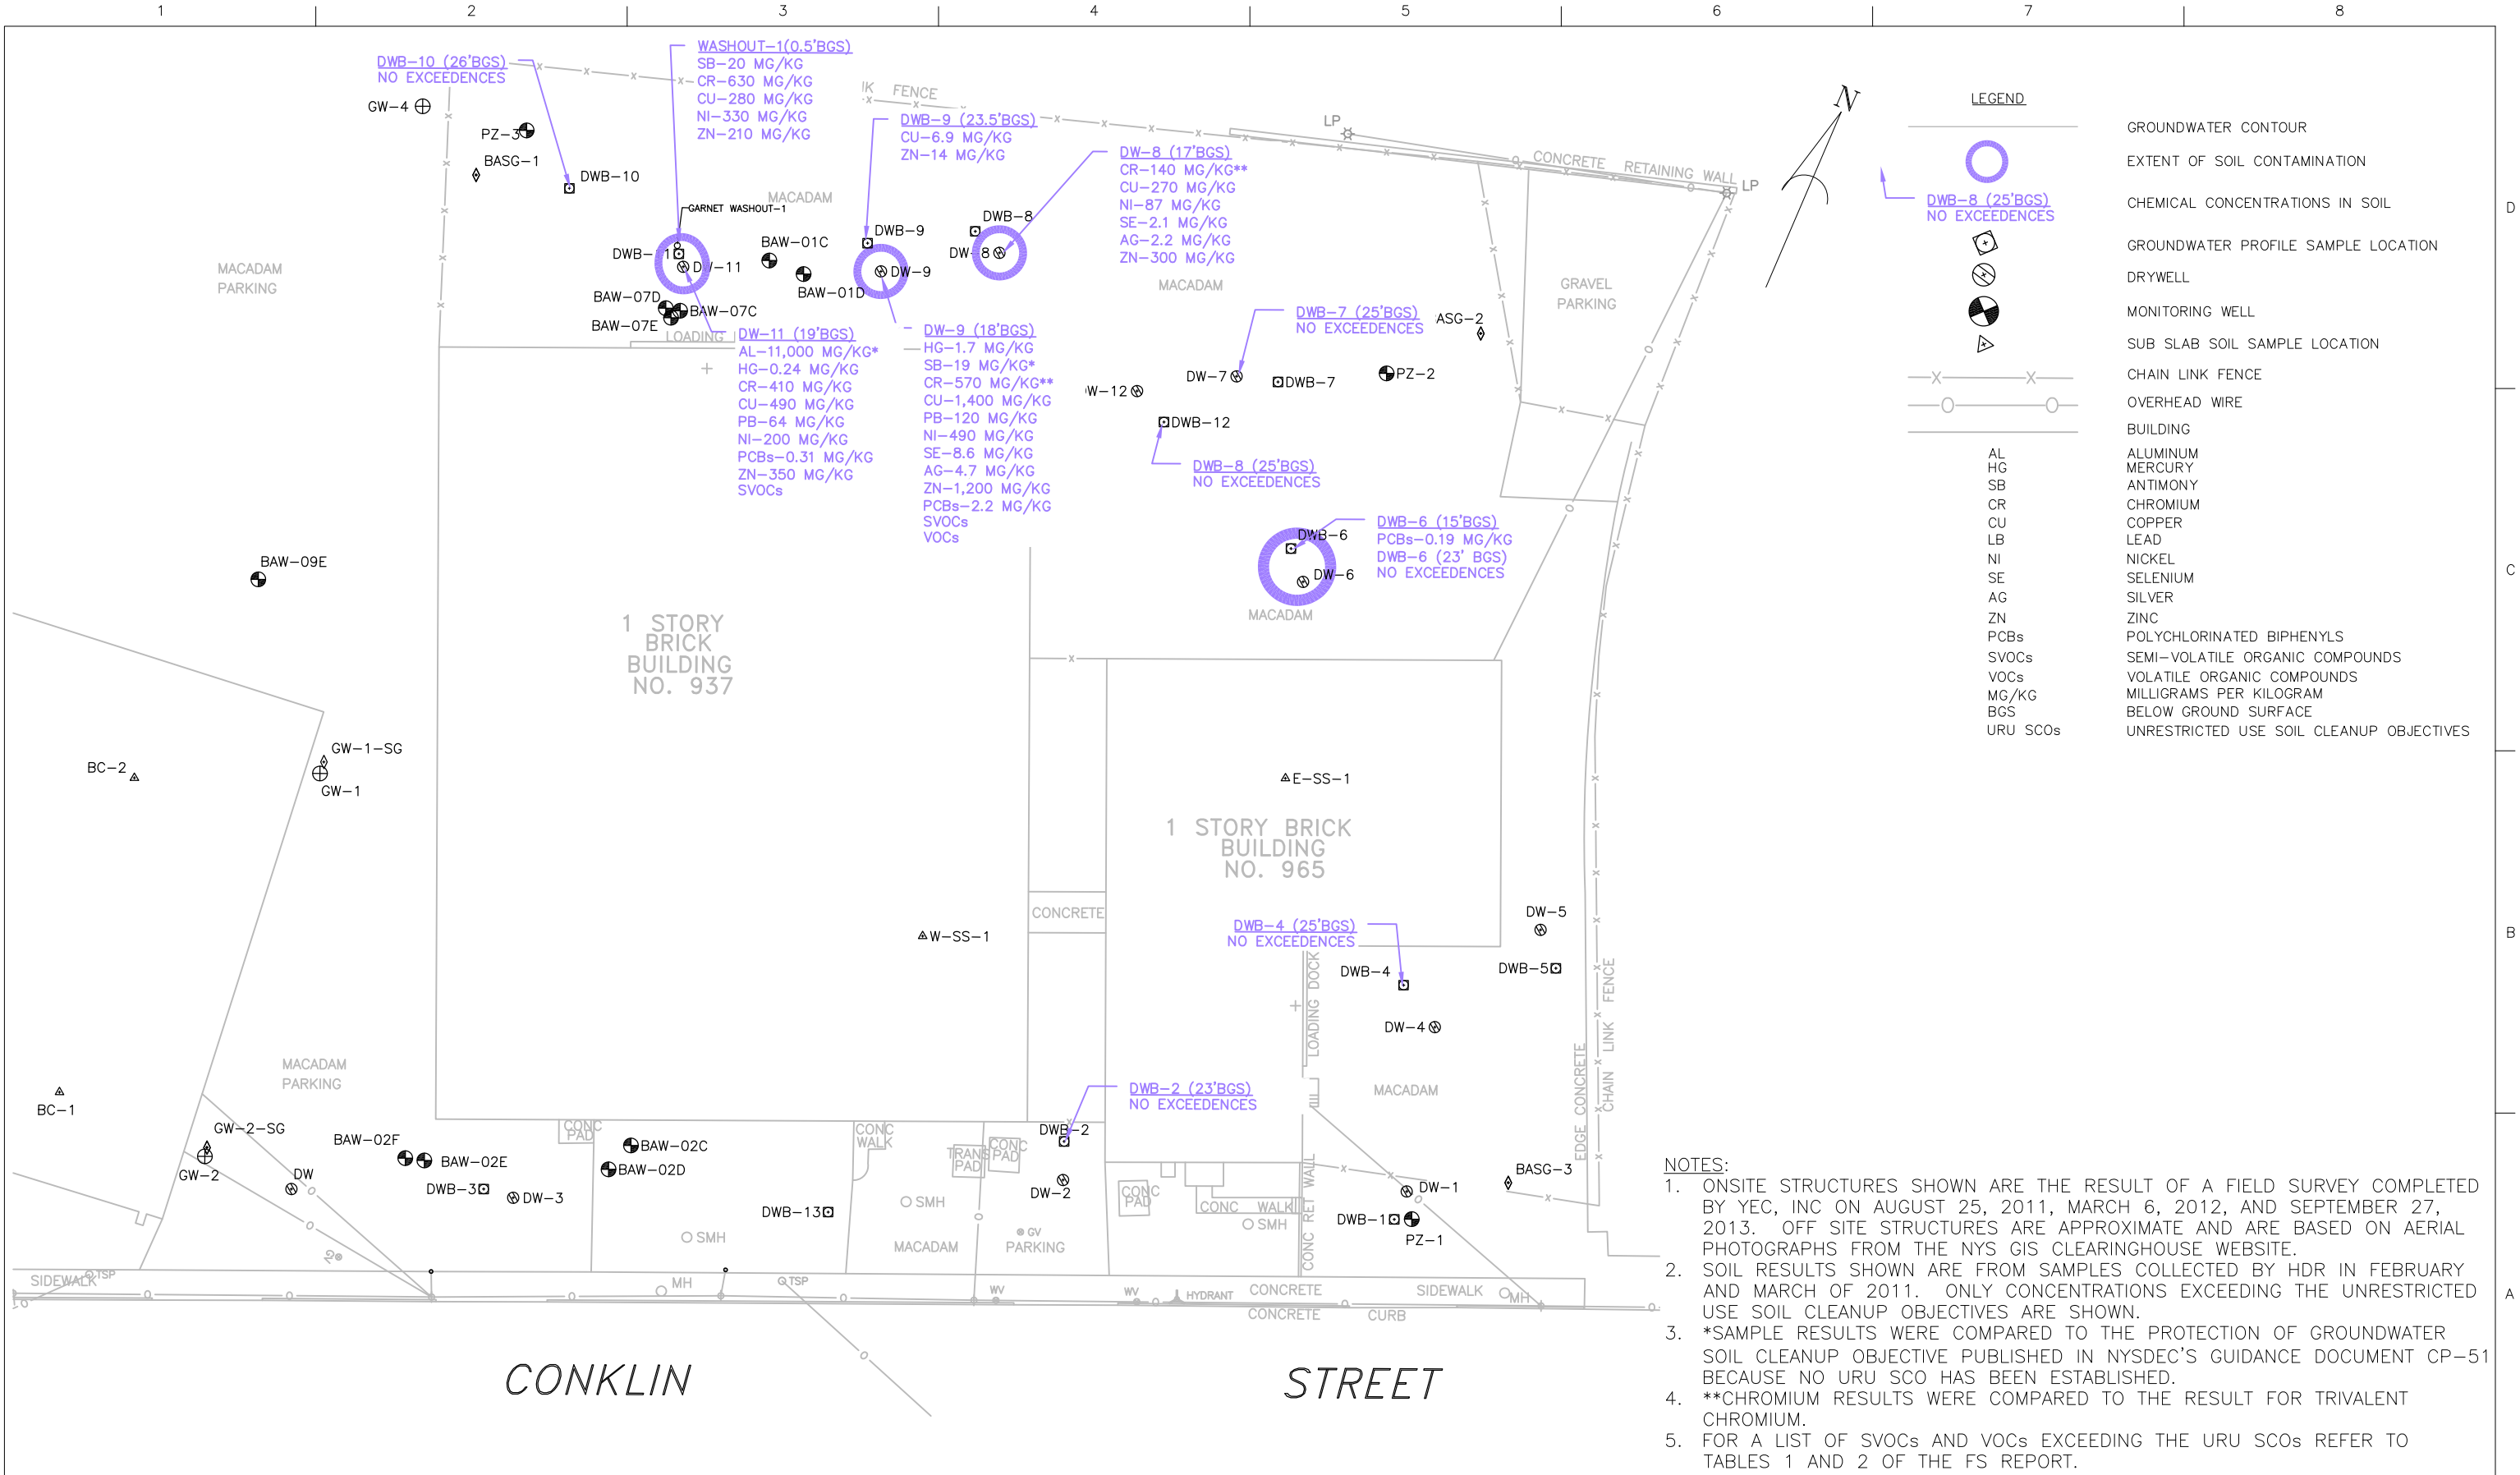 1 2 3 4 5 6 7 8
D
C
B
A
DWB-10 (26'BGS)
NO EXCEEDENCES
WASHOUT-1(0.5'BGS)
SB-20 MG/KG
CR-630 MG/KG
CU-280 MG/KG
NI-330 MG/KG
ZN-210 MG/KG
IK FENCE
DWB-9 (23.5'BGS)
CU-6.9 MG/KG
ZN-14 MG/KG
DW-8 (17'BGS)
CR-140 MG/KG**
CU-270 MG/KG
NI-87 MG/KG
SE-2.1 MG/KG
AG-2.2 MG/KG
ZN-300 MG/KG
LP
CONCRETE RETAINING WALL
LP
N
GW-4
PZ-3
BASG-1
DWB-10
MACADAM
GARNET WASHOUT-1
DWB-11
DW-11
BAW-01C
BAW-01D
DWB-9
DW-9
DWB-8
DW-8
MACADAM
PARKING
BAW-07D
BAW-07C
BAW-07E
LOADING
MACADAM
GRAVEL
PARKING
DW-11 (19'BGS)
AL-11,000 MG/KG*
HG-0.24 MG/KG
CR-410 MG/KG
CU-490 MG/KG
PB-64 MG/KG
NI-200 MG/KG
PCBs-0.31 MG/KG
ZN-350 MG/KG
SVOCs
DW-9 (18'BGS)
HG-1.7 MG/KG
SB-19 MG/KG*
CR-570 MG/KG**
CU-1,400 MG/KG
PB-120 MG/KG
NI-490 MG/KG
SE-8.6 MG/KG
AG-4.7 MG/KG
ZN-1,200 MG/KG
PCBs-2.2 MG/KG
SVOCs
VOCs
DWB-7 (25'BGS)
NO EXCEEDENCES
ASG-2
DW-7
DWB-7
PZ-2
W-12
DWB-12
DWB-8 (25'BGS)
NO EXCEEDENCES
DWB-6 (15'BGS)
PCBs-0.19 MG/KG
DWB-6 (23' BGS)
NO EXCEEDENCES
DWB-6
DW-6
MACADAM
BAW-09E
1 STORY
BRICK
BUILDING
NO. 937
GW-1-SG
GW-1
BC-2
E-SS-1
1 STORY BRICK
BUILDING
NO. 965
W-SS-1
CONCRETE
DWB-4 (25'BGS)
NO EXCEEDENCES
DW-5
DWB-5
DWB-4
DW-4
LOADING DOCK
EDGE CONCRETE
CHAIN LINK FENCE
MACADAM
PARKING
BC-1
MACADAM
DWB-2 (23'BGS)
NO EXCEEDENCES
GW-2-SG
GW-2
DW
BAW-02F
BAW-02E
DWB-3
DW-3
CONC
PAD
BAW-02C
BAW-02D
CONC
WALK
TRANS
PAD
CONC
PAD
DWB-2
DW-2
CONC
PAD
CONC WALK
CONC RET WALL
SMH
DWB-13
SMH
SMH
MACADAM
GV
PARKING
DW-1
DWB-1
PZ-1
BASG-3
SIDEWALK
TSP
MH
TSP
WV
WV
HYDRANT
CONCRETE
SIDEWALK
MH
CONCRETE CURB
CONKLIN STREET
LEGEND
GROUNDWATER CONTOUR
EXTENT OF SOIL CONTAMINATION
DWB-8 (25'BGS)
NO EXCEEDENCES
CHEMICAL CONCENTRATIONS IN SOIL
GROUNDWATER PROFILE SAMPLE LOCATION
DRYWELL
MONITORING WELL
SUB SLAB SOIL SAMPLE LOCATION
CHAIN LINK FENCE
OVERHEAD WIRE
BUILDING
AL ALUMINUM
HG MERCURY
SB ANTIMONY
CR CHROMIUM
CU COPPER
LB LEAD
NI NICKEL
SE SELENIUM
AG SILVER
ZN ZINC
PCBs POLYCHLORINATED BIPHENYLS
SVOCs SEMI-VOLATILE ORGANIC COMPOUNDS
VOCs VOLATILE ORGANIC COMPOUNDS
MG/KG MILLIGRAMS PER KILOGRAM
BGS BELOW GROUND SURFACE
URU SCOs UNRESTRICTED USE SOIL CLEANUP OBJECTIVES
NOTES:
1. ONSITE STRUCTURES SHOWN ARE THE RESULT OF A FIELD SURVEY COMPLETED
BY YEC, INC ON AUGUST 25, 2011, MARCH 6, 2012, AND SEPTEMBER 27,
2013. OFF SITE STRUCTURES ARE APPROXIMATE AND ARE BASED ON AERIAL
PHOTOGRAPHS FROM THE NYS GIS CLEARINGHOUSE WEBSITE.
2. SOIL RESULTS SHOWN ARE FROM SAMPLES COLLECTED BY HDR IN FEBRUARY
AND MARCH OF 2011. ONLY CONCENTRATIONS EXCEEDING THE UNRESTRICTED
USE SOIL CLEANUP OBJECTIVES ARE SHOWN.
3. *SAMPLE RESULTS WERE COMPARED TO THE PROTECTION OF GROUNDWATER
SOIL CLEANUP OBJECTIVE PUBLISHED IN NYSDEC'S GUIDANCE DOCUMENT CP-51
BECAUSE NO URU SCO HAS BEEN ESTABLISHED.
4. **CHROMIUM RESULTS WERE COMPARED TO THE RESULT FOR TRIVALENT
CHROMIUM.
5. FOR A LIST OF SVOCs AND VOCs EXCEEDING THE URU SCOs REFER TO
TABLES 1 AND 2 OF THE FS REPORT.